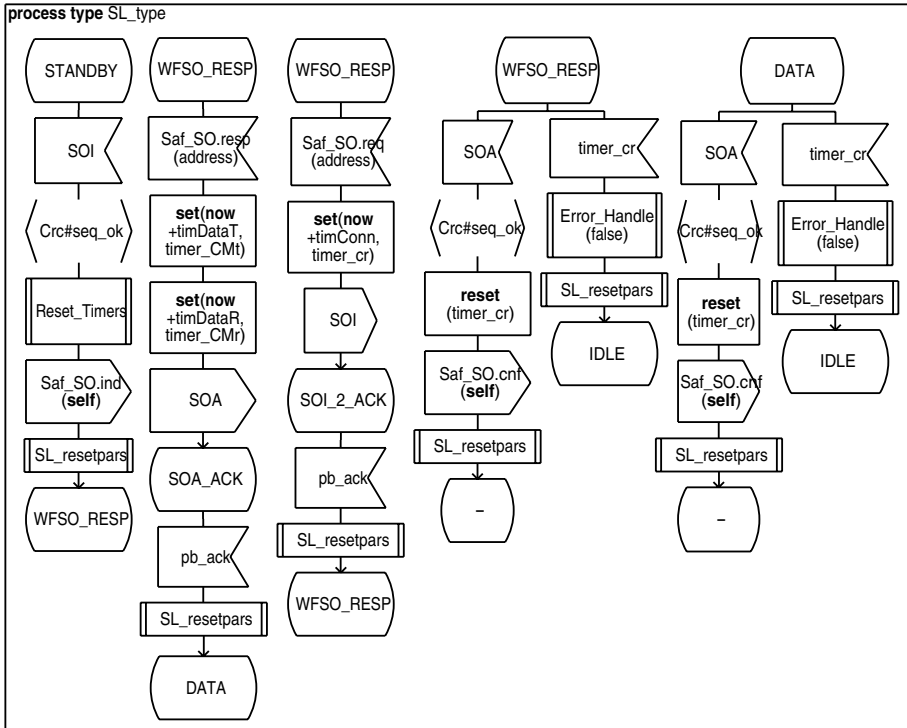 process type SL_type
STANDBY
SOI
Crc#seq_ok
Reset_Timers
Saf_SO.ind
(self)
SL_resetpars
WFSO_RESP
WFSO_RESP
Saf_SO.resp
(address)
set(now
+timDataT,
timer_CMt)
set(now
+timDataR,
timer_CMr)
SOA
SOA_ACK
pb_ack
SL_resetpars
DATA
WFSO_RESP
Saf_SO.req
(address)
set(now
+timConn,
timer_cr)
SOI
SOI_2_ACK
pb_ack
SL_resetpars
WFSO_RESP
WFSO_RESP
SOA
Crc#seq_ok
reset
(timer_cr)
Saf_SO.cnf
(self)
SL_resetpars
–
timer_cr
Error_Handle
(false)
SL_resetpars
IDLE
DATA
SOA
Crc#seq_ok
reset
(timer_cr)
Saf_SO.cnf
(self)
SL_resetpars
–
timer_cr
Error_Handle
(false)
SL_resetpars
IDLE